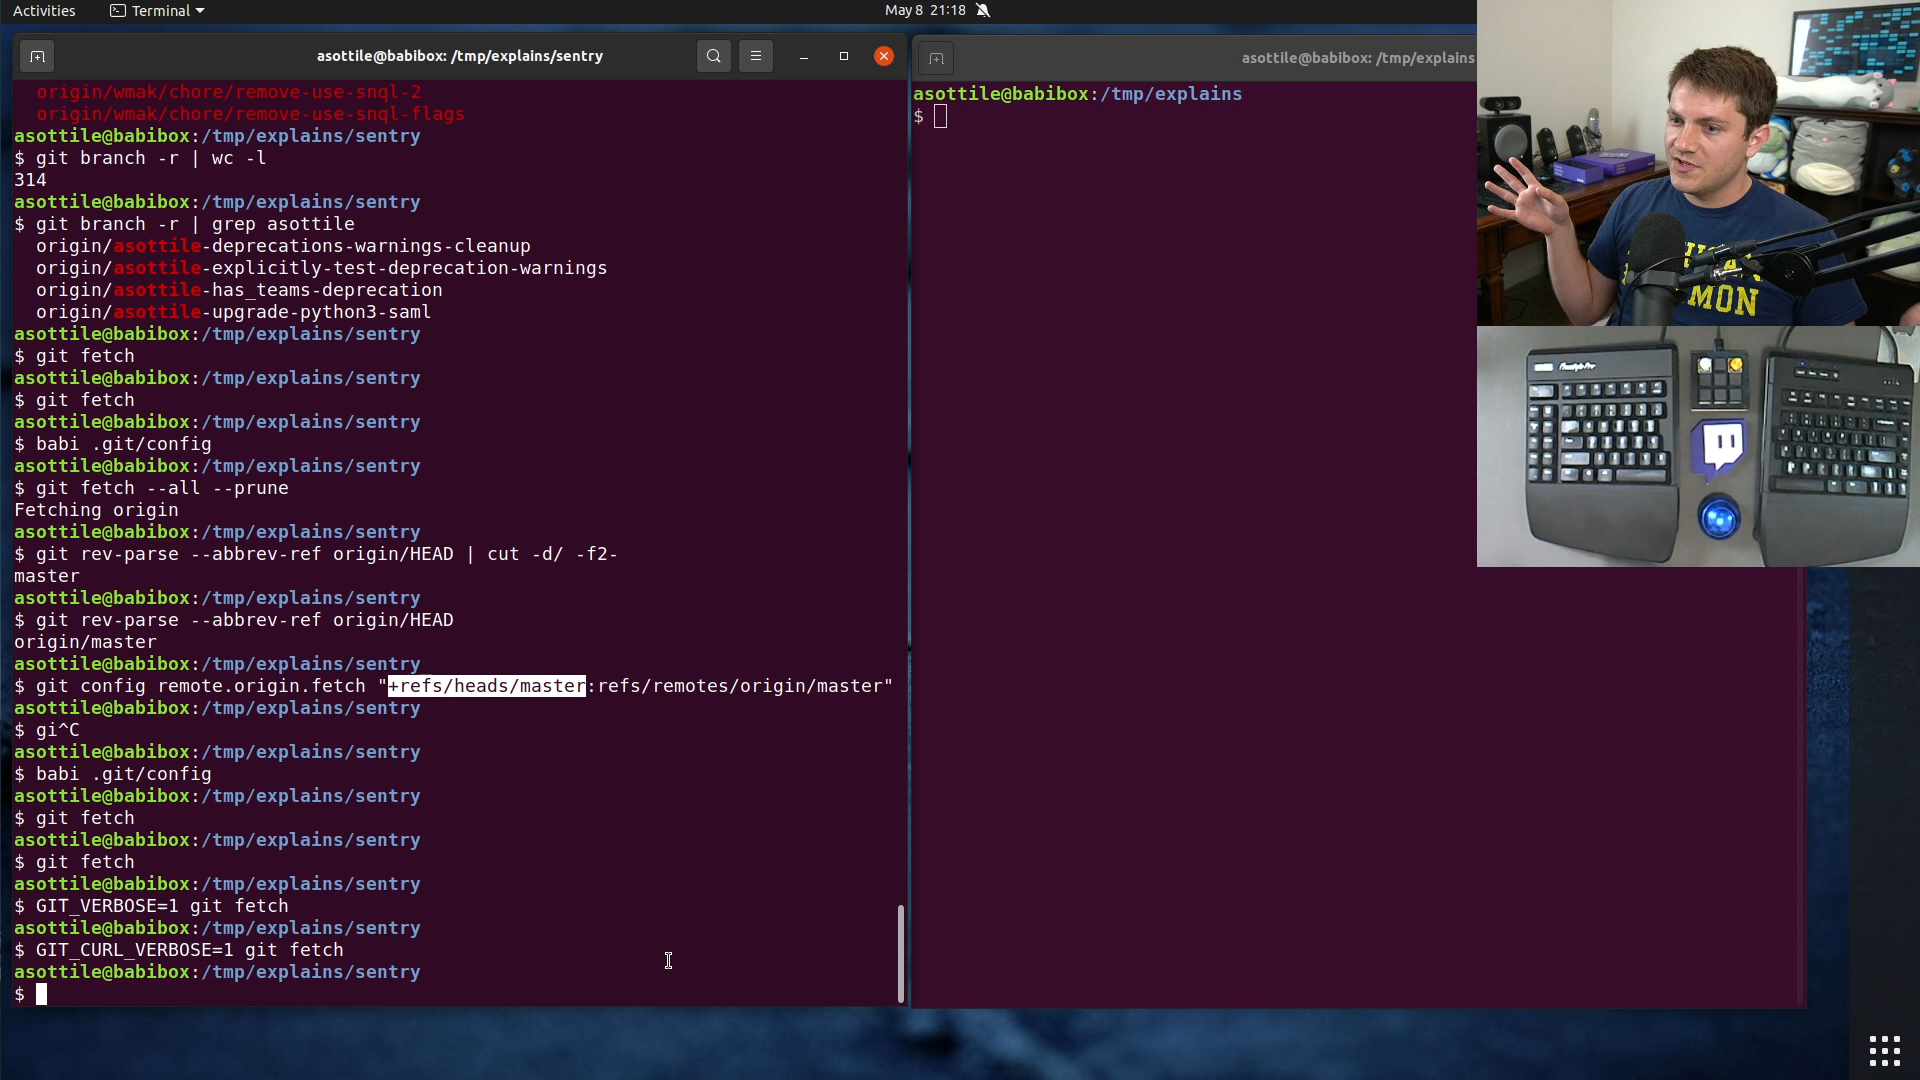 Activities
Terminal
May 8 21:18
asottile@babibox: /tmp/explains/sentry
origin/wmak/chore/remove-use-snql-2
origin/wmak/chore/remove-use-snql-flags
asottile@babibox:/tmp/explains/sentry
$ git branch -r | wc -l
314
asottile@babibox:/tmp/explains/sentry
$ git branch -r | grep asottile
origin/asottile-deprecations-warnings-cleanup
origin/asottile-explicitly-test-deprecation-warnings
origin/asottile-has_teams-deprecation
origin/asottile-upgrade-python3-saml
asottile@babibox:/tmp/explains/sentry
$ git fetch
asottile@babibox:/tmp/explains/sentry
$ git fetch
asottile@babibox:/tmp/explains/sentry
$ babi .git/config
asottile@babibox:/tmp/explains/sentry
$ git fetch --all --prune
Fetching origin
asottile@babibox:/tmp/explains/sentry
$ git rev-parse --abbrev-ref origin/HEAD | cut -d/ -f2-
master
asottile@babibox:/tmp/explains/sentry
$ git rev-parse --abbrev-ref origin/HEAD
origin/master
asottile@babibox:/tmp/explains/sentry
$ git config remote.origin.fetch "+refs/heads/master:refs/remotes/origin/master"
asottile@babibox:/tmp/explains/sentry
$ gi^C
asottile@babibox:/tmp/explains/sentry
$ babi .git/config
asottile@babibox:/tmp/explains/sentry
$ git fetch
asottile@babibox:/tmp/explains/sentry
$ git fetch
asottile@babibox:/tmp/explains/sentry
$ GIT_VERBOSE=1 git fetch
asottile@babibox:/tmp/explains/sentry
$ GIT_CURL_VERBOSE=1 git fetch
asottile@babibox:/tmp/explains/sentry
$
asottile@babibox: /tmp/explains
asottile@babibox:/tmp/explains
$